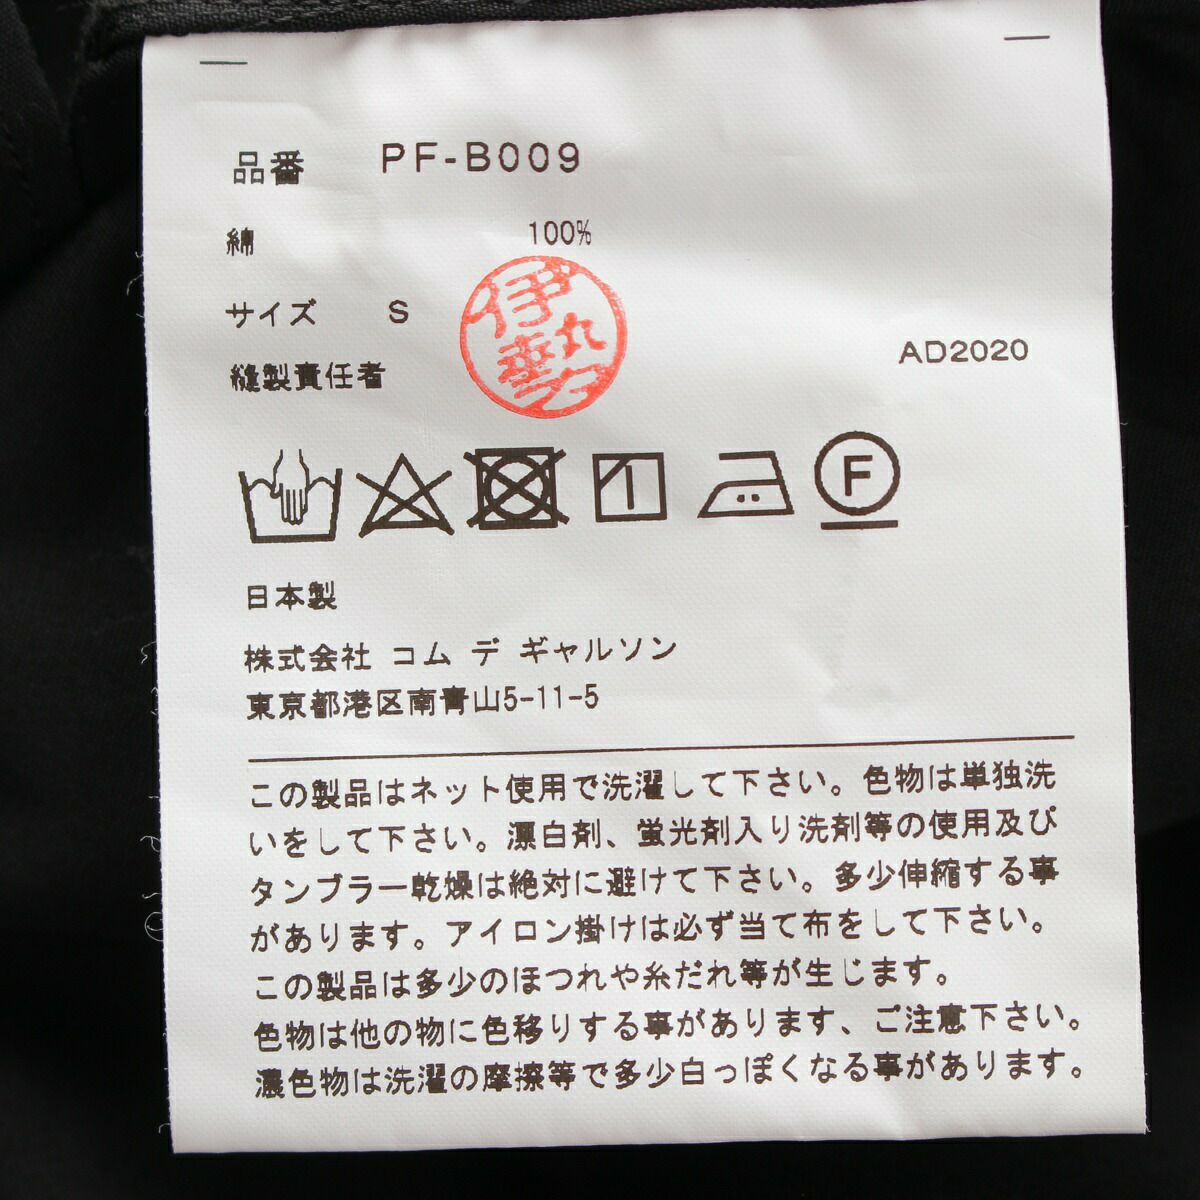 品番 PF-B009
綿 100%
サイズ S
伊勢丸
AD2020
縫製責任者
F
日本製
株式会社 コム デ ギャルソン
東京都港区南青山5-11-5
この製品はネット使用で洗濯して下さい。色物は単独洗
いをして下さい。漂白剤、蛍光剤入り洗剤等の使用及び
タンブラー乾燥は絶対に避けて下さい。多少伸縮する事
があります。アイロン掛けは必ず当て布をして下さい。
この製品は多少のほつれや糸だれ等が生じます。
色物は他の物に色移りする事があります、ご注意下さい。
濃色物は洗濯の摩擦等で多少白っぽくなる事があります。